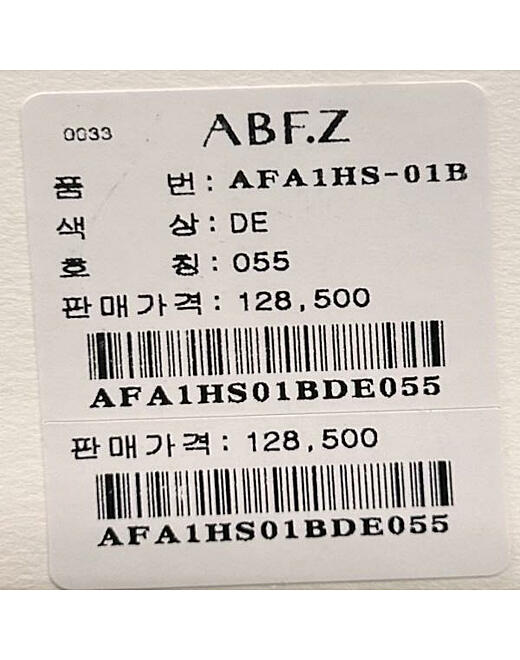 0033 ABF.Z
품 번 : AFA1HS-01B
색 상 : DE
호 칭 : 055
판매가격 : 128,500
AFA1HS01BDE055
판매가격 : 128,500
AFA1HS01BDE055